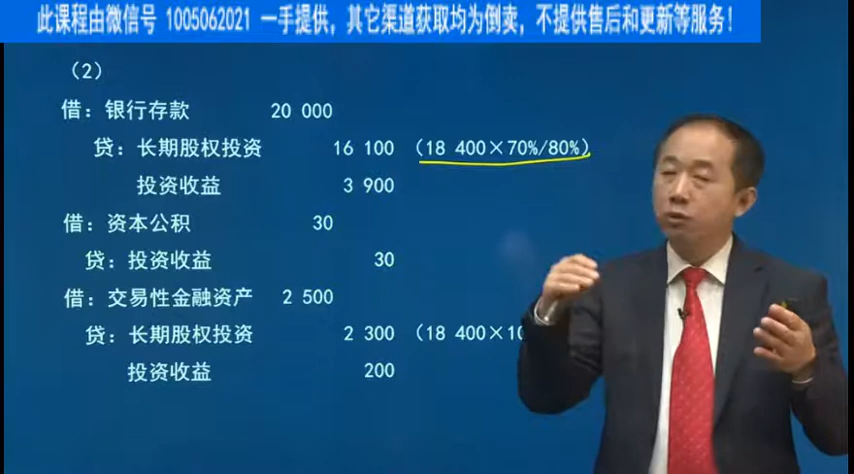 此课程由微信号 1005062021 一手提供，其它渠道获取均为倒卖，不提供售后和更新等服务！
（2）
借：银行存款 20 000
贷：长期股权投资 16 100 （18 400×70%/80%）
投资收益 3 900
借：资本公积 30
贷：投资收益 30
借：交易性金融资产 2 500
贷：长期股权投资 2 300 （18 400×10
投资收益 200